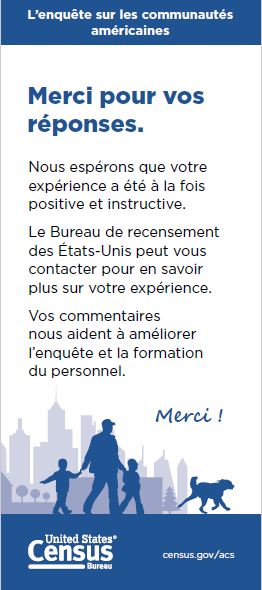 L'enquête sur les communautés
américaines
Merci pour vos
réponses.
Nous espérons que votre
expérience a été à la fois
positive et instructive.
Le Bureau de recensement
des États-Unis peut vous
contacter pour en savoir
plus sur votre expérience.
Vos commentaires
nous aident à améliorer
l'enquête et la formation
du personnel.
Merci !
United States®
Census
Bureau
census.gov/acs